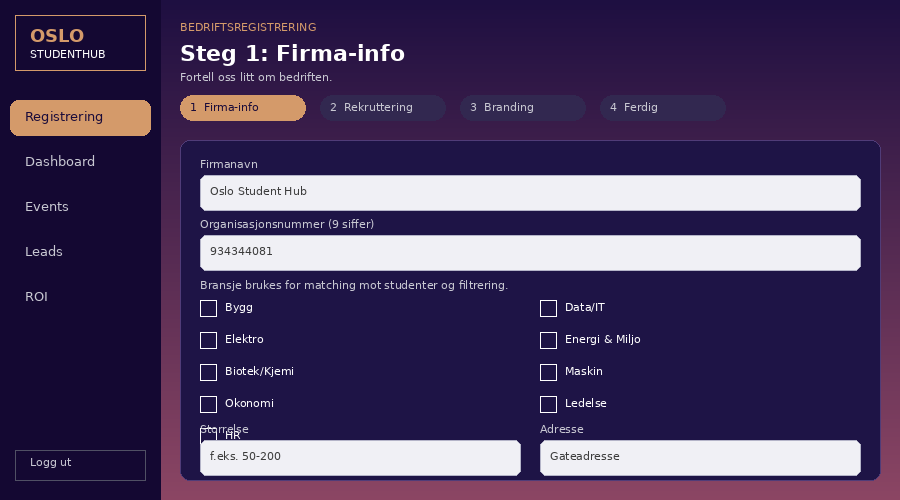 OSLO
STUDENTHUB
Registrering
Dashboard
Events
Leads
ROI
Logg ut
BEDRIFTSREGISTRERING
Steg 1: Firma-info
Fortell oss litt om bedriften.
1 Firma-info
2 Rekruttering
3 Branding
4 Ferdig
Firmanavn
Oslo Student Hub
Organisasjonsnummer (9 siffer)
934344081
Bransje brukes for matching mot studenter og filtrering.
Bygg
Data/IT
Elektro
Energi & Miljo
Biotek/Kjemi
Maskin
Okonomi
Ledelse
HR
Storrelse
Adresse
f.eks. 50-200
Gateadresse